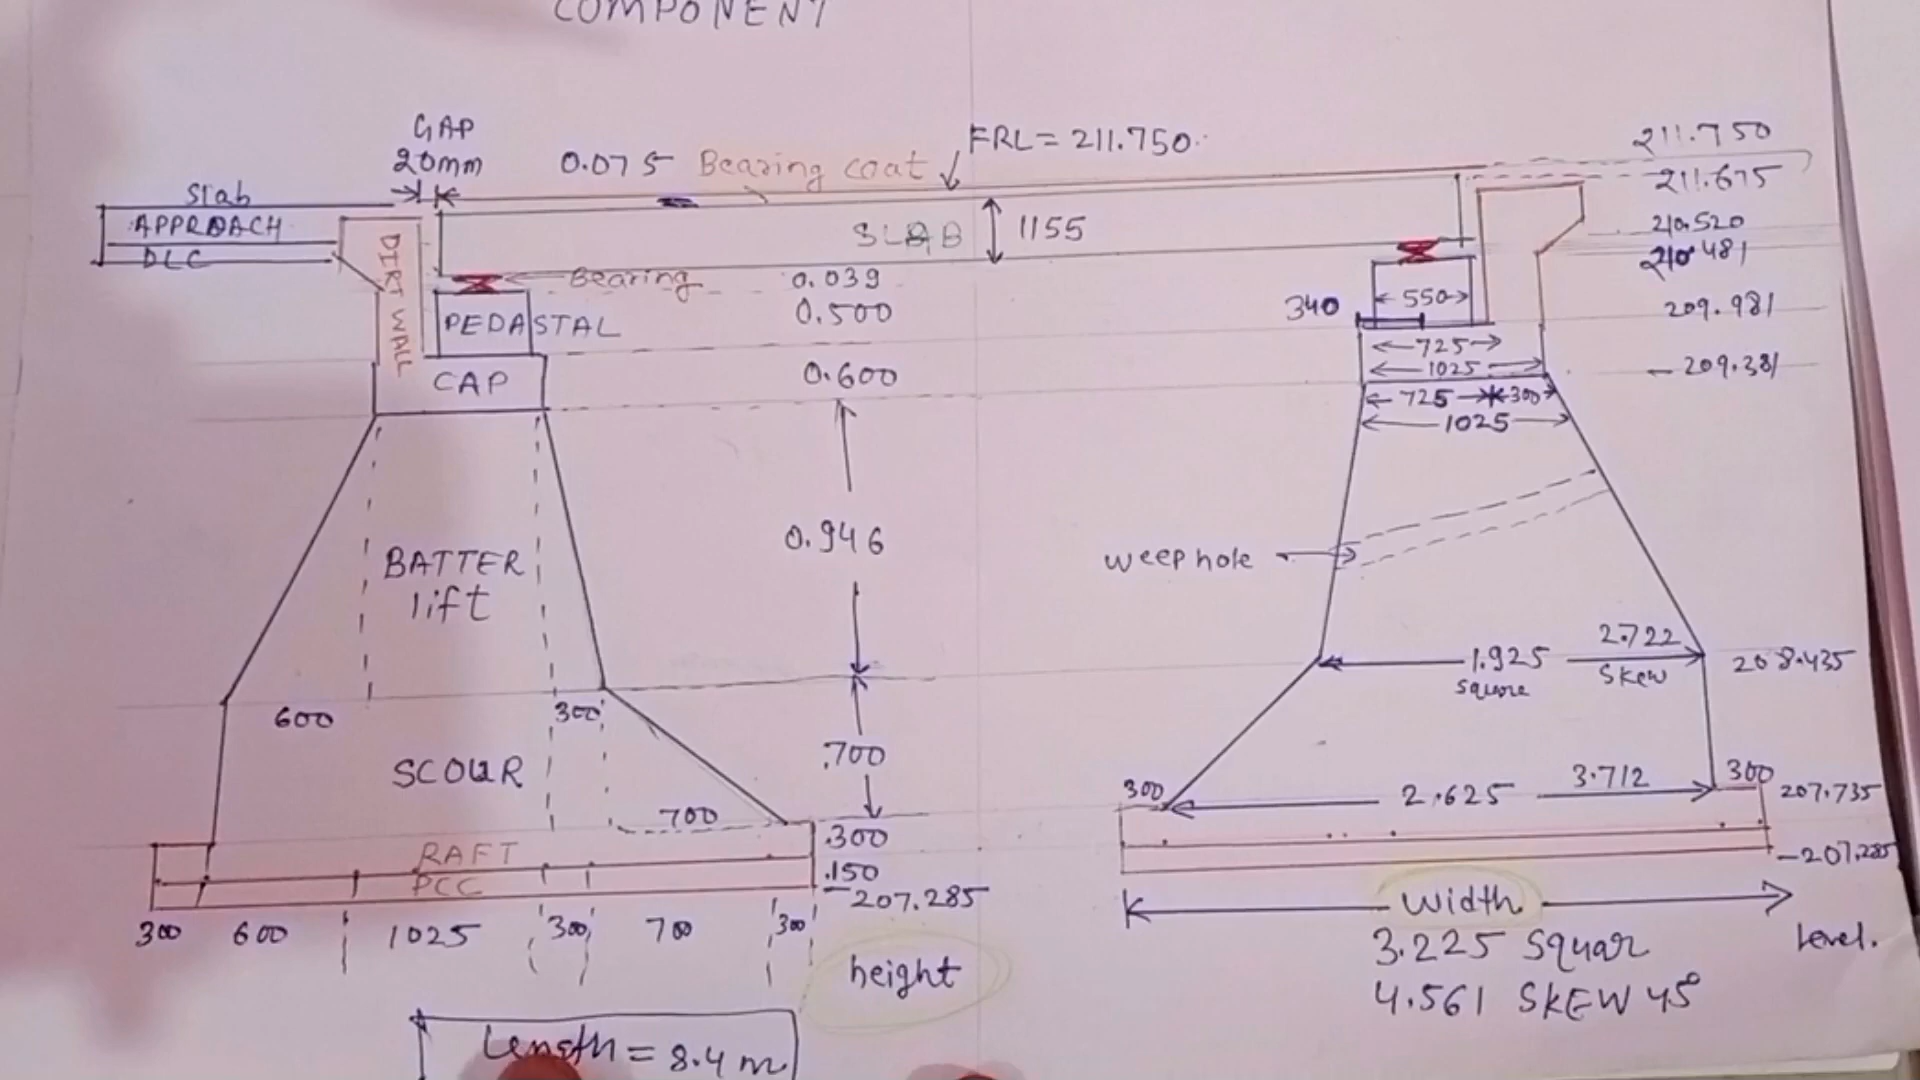 COMPONENT
GAP
20mm
0.075 Bearing coat
FRL = 211.750
211.750
211.675
Slab
APPROACH
DLC
DIRT WALL
SLAB
1155
210.520
210.481
Bearing
0.039
PEDASTAL
0.500
340
550
209.981
CAP
0.600
725
1025
209.381
725
300
1025
BATTER
lift
0.946
weep hole
1.925
square
2.722
skew
208.435
600
300
SCOUR
.700
700
300
2.625
3.712
300
207.735
RAFT
.300
PCC
.150
207.285
207.285
300
600
1025
300
700
300
height
Width
3.225 Squar
4.561 SKEW 45°
Level.
Length = 8.4 m